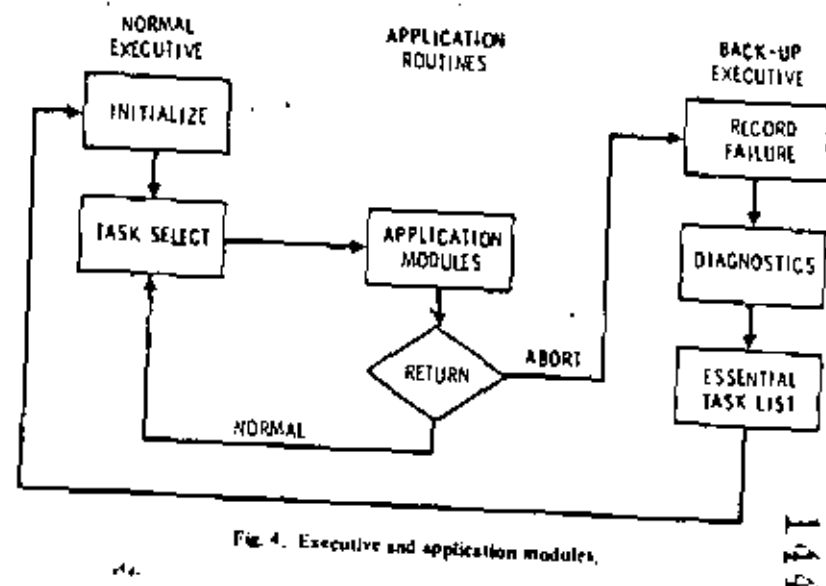 NORMAL
EXECUTIVE
APPLICATION
ROUTINES
BACK-UP
EXECUTIVE
INITIALIZE
RECORD
FAILURE
TASK SELECT
APPLICATION
MODULES
DIAGNOSTICS
RETURN
ABORT
ESSENTIAL
TASK LIST
NORMAL
Fig. 4. Executive and application modules.